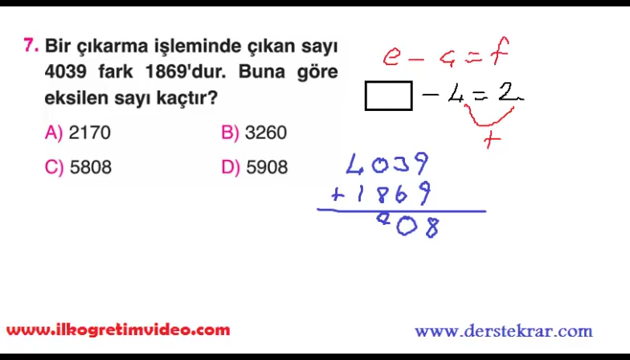 7. Bir çıkarma işleminde çıkan sayı
4039 fark 1869'dur. Buna göre
eksilen sayı kaçtır?
A) 2170 B) 3260
C) 5808 D) 5908
e - ç = f
- 4 = 2
+
4039
+ 1869
908
www.ilkogretimvideo.com
www.derstekrar.com